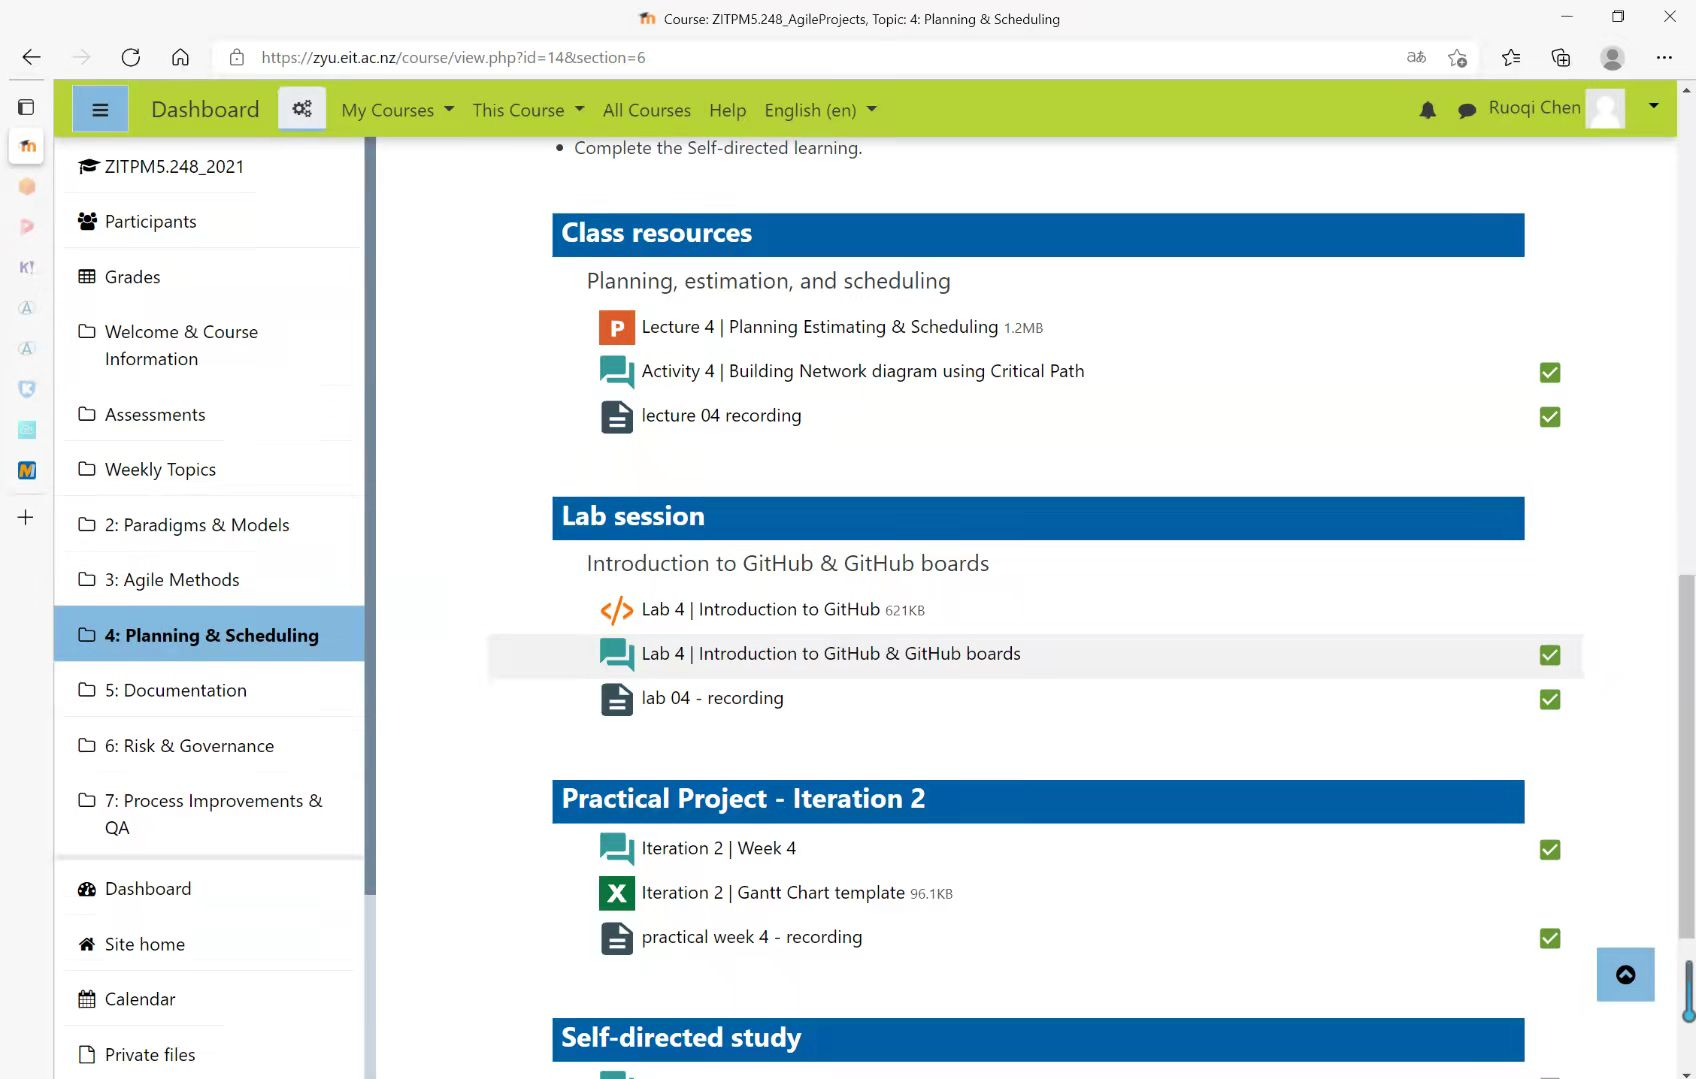 Course: ZITPM5.248_AgileProjects, Topic: 4: Planning & Scheduling
https://zyu.eit.ac.nz/course/view.php?id=14&section=6
Dashboard
My Courses
This Course
All Courses
Help
English (en)
Ruoqi Chen
ZITPM5.248_2021
Participants
Grades
Welcome & Course
Information
Assessments
Weekly Topics
2: Paradigms & Models
3: Agile Methods
4: Planning & Scheduling
5: Documentation
6: Risk & Governance
7: Process Improvements &
QA
Dashboard
Site home
Calendar
Private files
• Complete the Self-directed learning.
Class resources
Planning, estimation, and scheduling
Lecture 4 | Planning Estimating & Scheduling 1.2MB
Activity 4 | Building Network diagram using Critical Path
lecture 04 recording
Lab session
Introduction to GitHub & GitHub boards
Lab 4 | Introduction to GitHub 621KB
Lab 4 | Introduction to GitHub & GitHub boards
lab 04 - recording
Practical Project - Iteration 2
Iteration 2 | Week 4
Iteration 2 | Gantt Chart template 96.1KB
practical week 4 - recording
Self-directed study